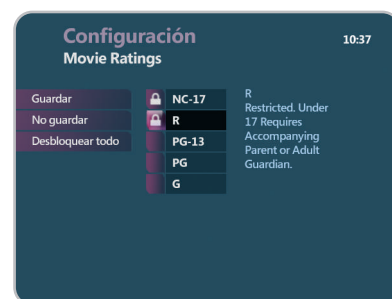 Configuración
10:37
Movie Ratings
Guardar
No guardar
Desbloquear todo
NC-17
R
PG-13
PG
G
R
Restricted. Under
17 Requires
Accompanying
Parent or Adult
Guardian.